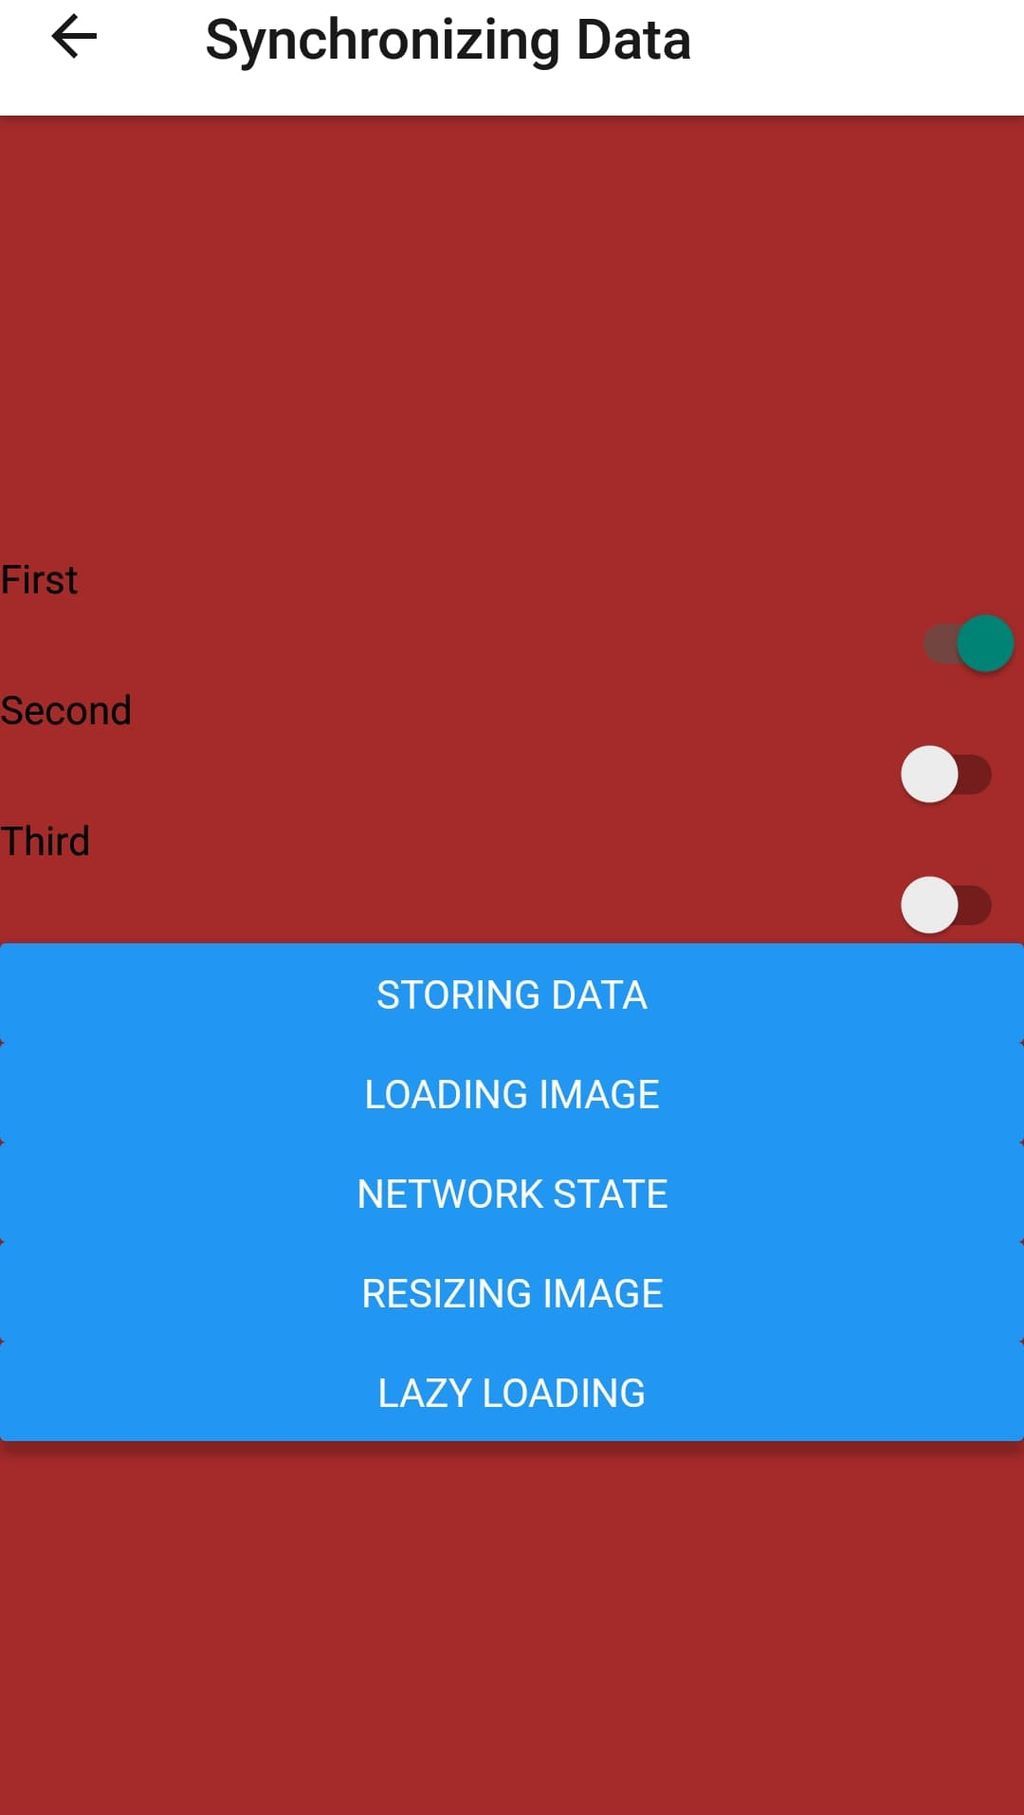 Synchronizing Data
First
Second
Third
STORING DATA
LOADING IMAGE
NETWORK STATE
RESIZING IMAGE
LAZY LOADING